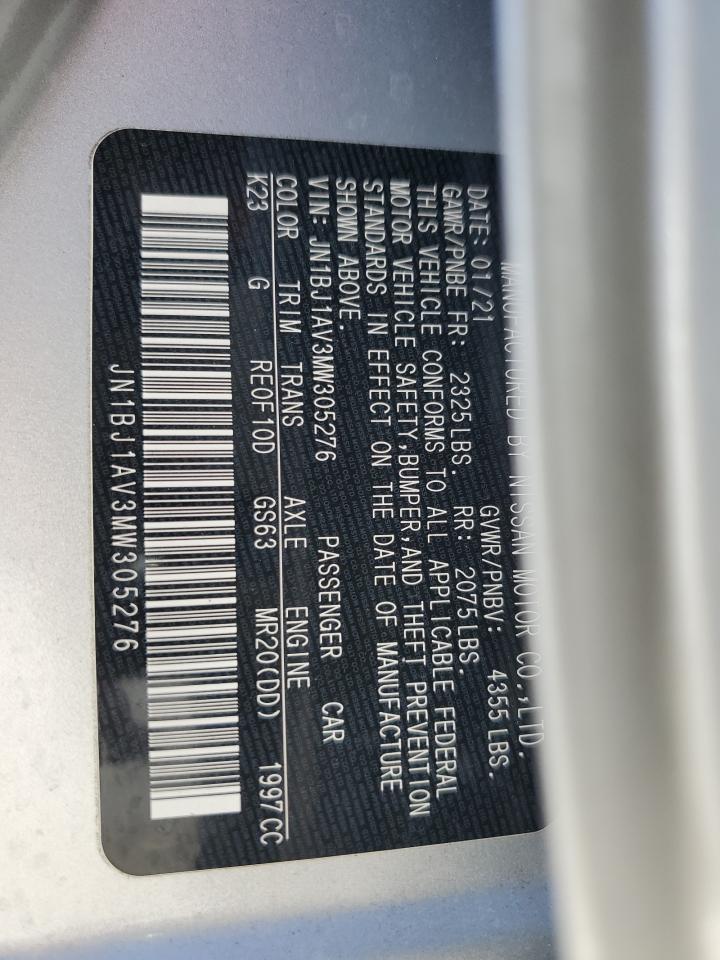 MANUFACTURED BY NISSAN MOTOR CO.,LTD.
DATE: 01/21 GVWR/PNBV: 4355 LBS.
GAWR/PNBE FR: 2325 LBS. RR: 2075 LBS.
THIS VEHICLE CONFORMS TO ALL APPLICABLE FEDERAL
MOTOR VEHICLE SAFETY,BUMPER,AND THEFT PREVENTION
STANDARDS IN EFFECT ON THE DATE OF MANUFACTURE
SHOWN ABOVE.
VIN: JN1BJ1AV3MW305276 PASSENGER CAR
COLOR TRIM TRANS AXLE ENGINE
K23 G RE0F10D GS63 MR20(DD) 1997CC
JN1BJ1AV3MW305276